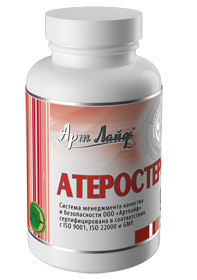 Арт Лайф®
АТЕРОСТЕР
Система менеджмента качества
и безопасности ООО «Артлайф»
сертифицирована в соответствии
с ISO 9001, ISO 22000 и GMP.